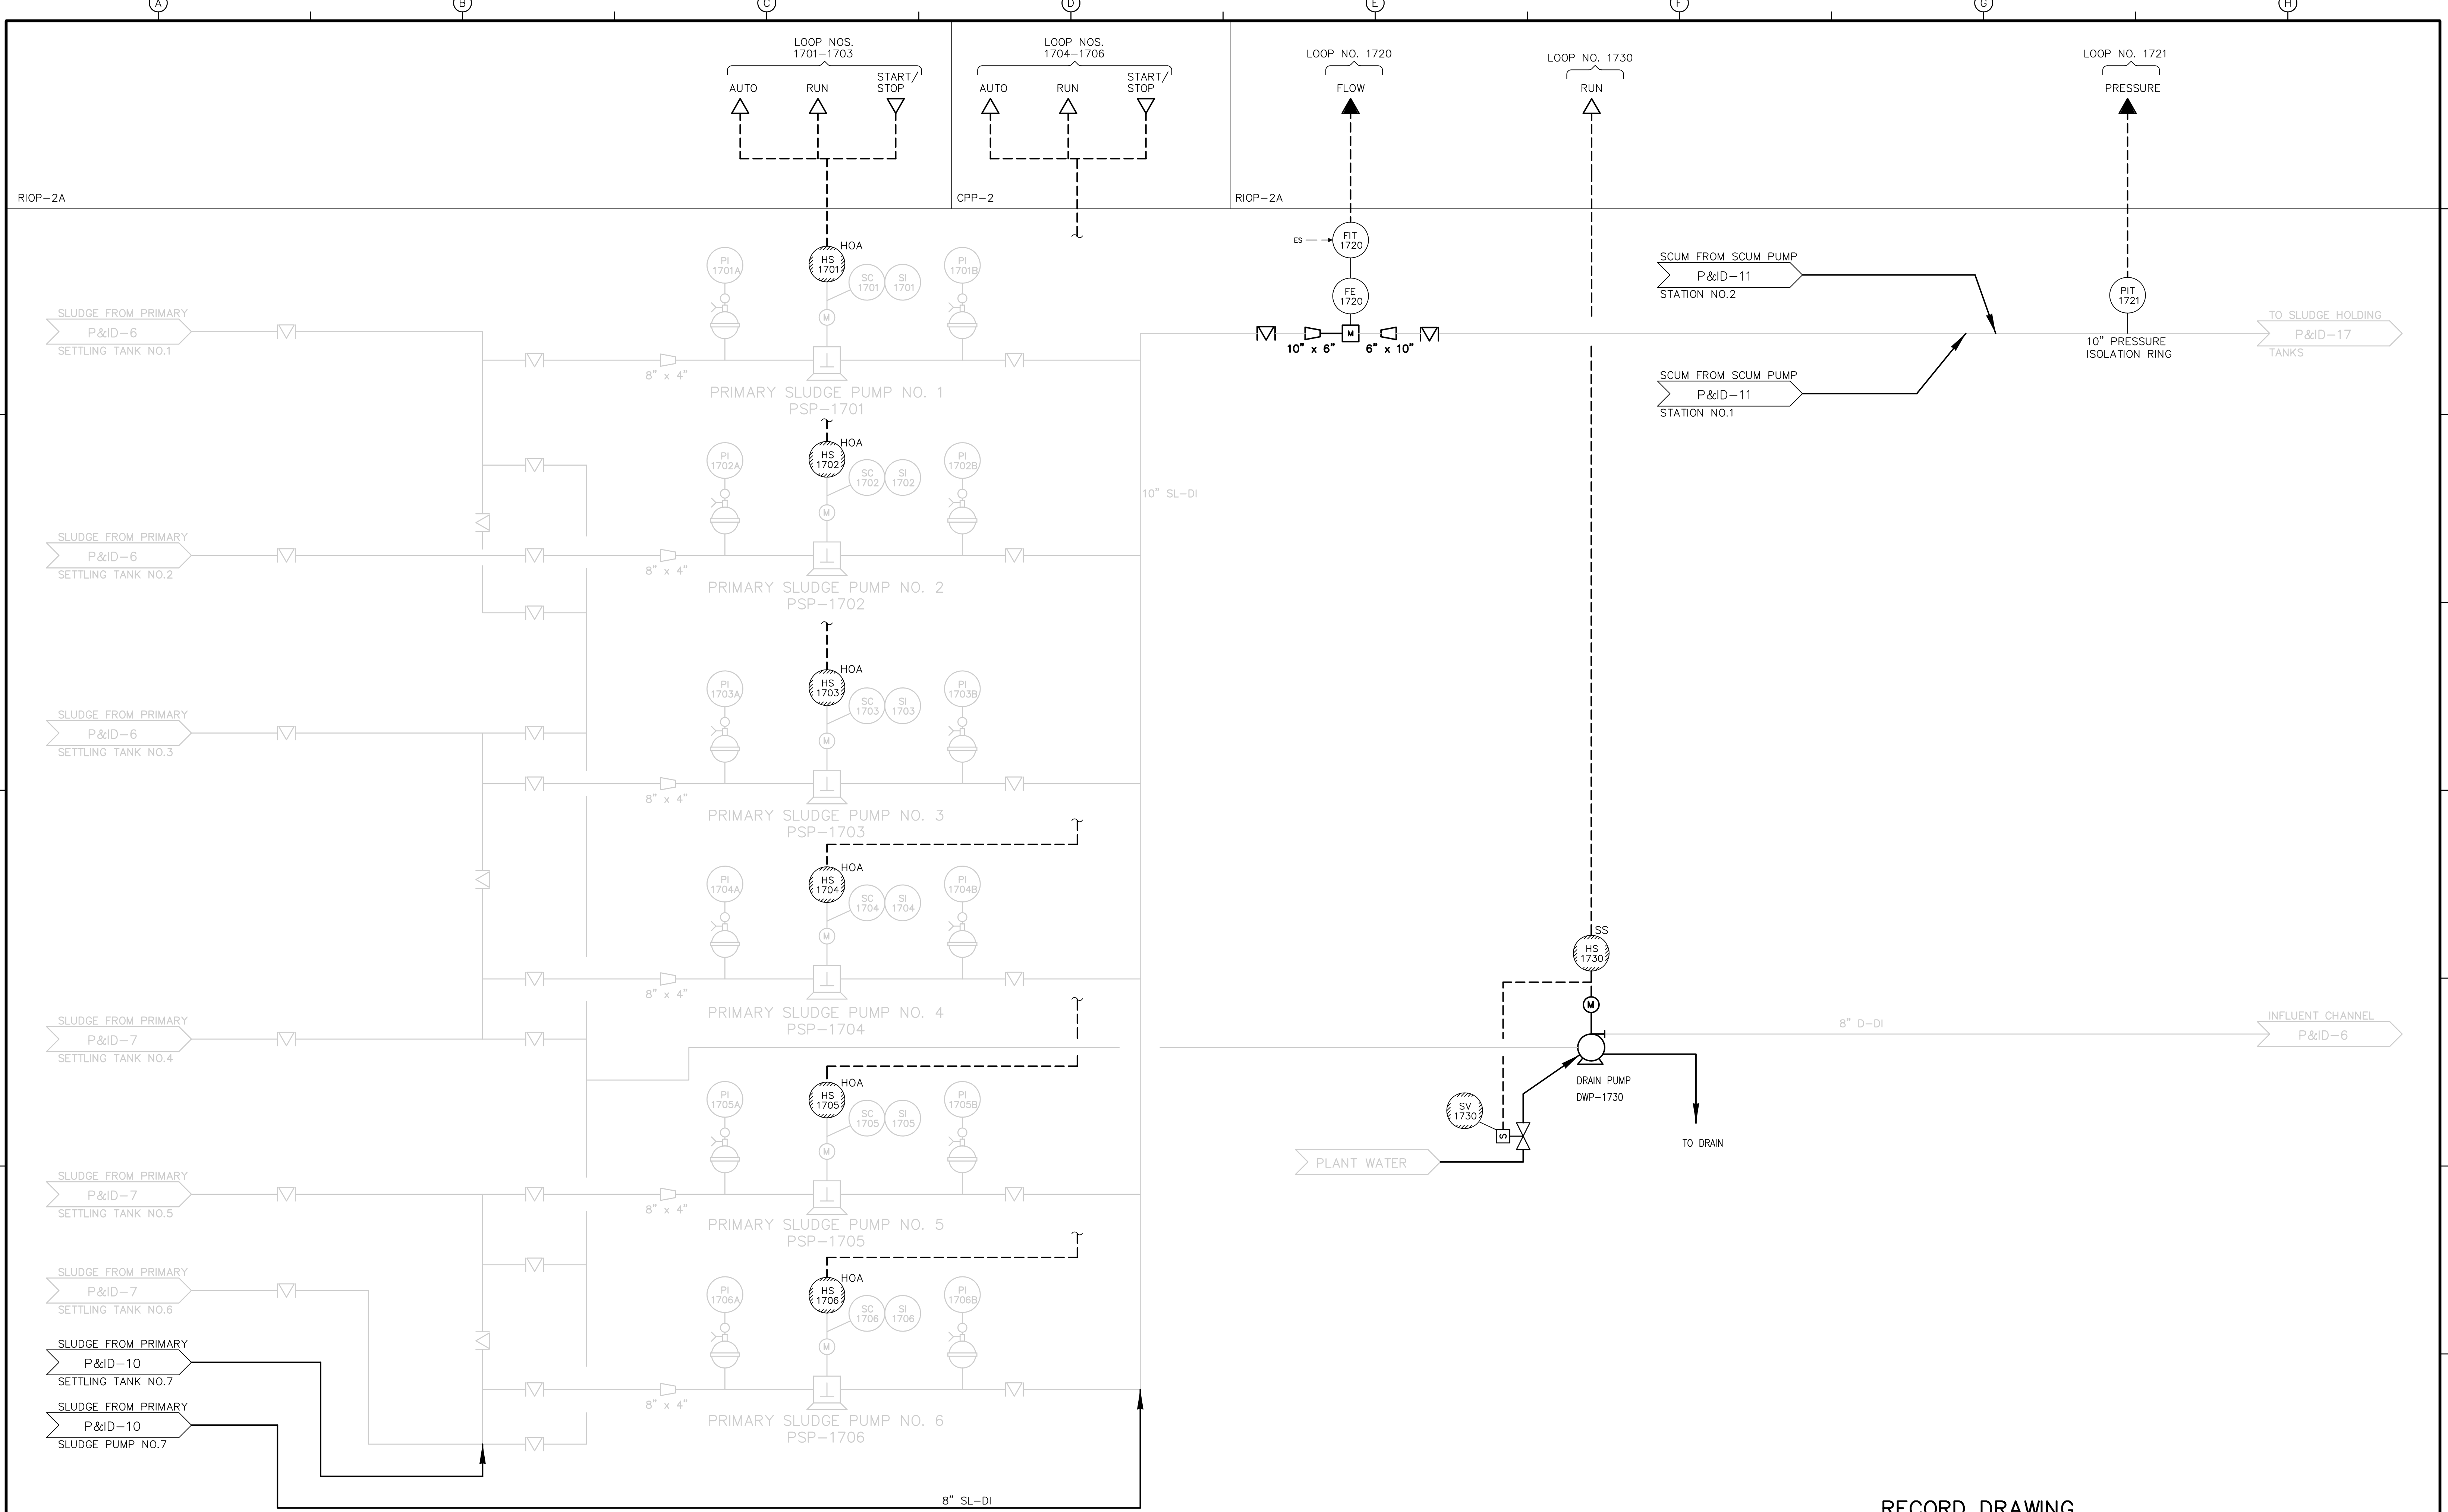 A
B
C
D
E
F
G
H
LOOP NOS.
1701-1703
AUTO
RUN
START/
STOP
LOOP NOS.
1704-1706
AUTO
RUN
START/
STOP
LOOP NO. 1720
FLOW
LOOP NO. 1730
RUN
LOOP NO. 1721
PRESSURE
RIOP-2A
CPP-2
RIOP-2A
SLUDGE FROM PRIMARY
P&ID-6
SETTLING TANK NO.1
8" x 4"
PI
1701A
HS
1701
HOA
SC
1701
SI
1701
PI
1701B
M
PRIMARY SLUDGE PUMP NO. 1
PSP-1701
ES
FIT
1720
FE
1720
M
10" x 6"
6" x 10"
SCUM FROM SCUM PUMP
P&ID-11
STATION NO.2
SCUM FROM SCUM PUMP
P&ID-11
STATION NO.1
PIT
1721
10" PRESSURE
ISOLATION RING
TO SLUDGE HOLDING
P&ID-17
TANKS
SLUDGE FROM PRIMARY
P&ID-6
SETTLING TANK NO.2
8" x 4"
PI
1702A
HS
1702
HOA
SC
1702
SI
1702
PI
1702B
M
PRIMARY SLUDGE PUMP NO. 2
PSP-1702
10" SL-DI
SLUDGE FROM PRIMARY
P&ID-6
SETTLING TANK NO.3
8" x 4"
PI
1703A
HS
1703
HOA
SC
1703
SI
1703
PI
1703B
M
PRIMARY SLUDGE PUMP NO. 3
PSP-1703
SLUDGE FROM PRIMARY
P&ID-7
SETTLING TANK NO.4
8" x 4"
PI
1704A
HS
1704
HOA
SC
1704
SI
1704
PI
1704B
M
PRIMARY SLUDGE PUMP NO. 4
PSP-1704
SS
HS
1730
M
8" D-DI
INFLUENT CHANNEL
P&ID-6
DRAIN PUMP
DWP-1730
SV
1730
S
TO DRAIN
PLANT WATER
SLUDGE FROM PRIMARY
P&ID-7
SETTLING TANK NO.5
8" x 4"
PI
1705A
HS
1705
HOA
SC
1705
SI
1705
PI
1705B
M
PRIMARY SLUDGE PUMP NO. 5
PSP-1705
SLUDGE FROM PRIMARY
P&ID-7
SETTLING TANK NO.6
8" x 4"
PI
1706A
HS
1706
HOA
SC
1706
SI
1706
PI
1706B
M
PRIMARY SLUDGE PUMP NO. 6
PSP-1706
SLUDGE FROM PRIMARY
P&ID-10
SETTLING TANK NO.7
SLUDGE FROM PRIMARY
P&ID-10
SLUDGE PUMP NO.7
8" SL-DI
RECORD DRAWING